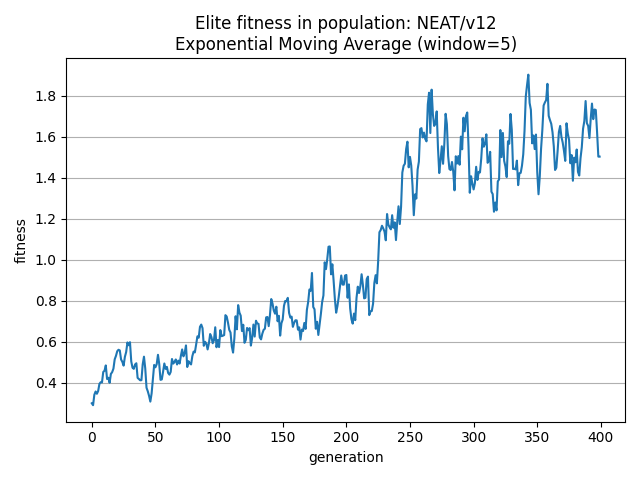 Elite fitness in population: NEAT/v12
Exponential Moving Average (window=5)
fitness
1.8
1.6
1.4
1.2
1.0
0.8
0.6
0.4
0 50 100 150 200 250 300 350 400
generation